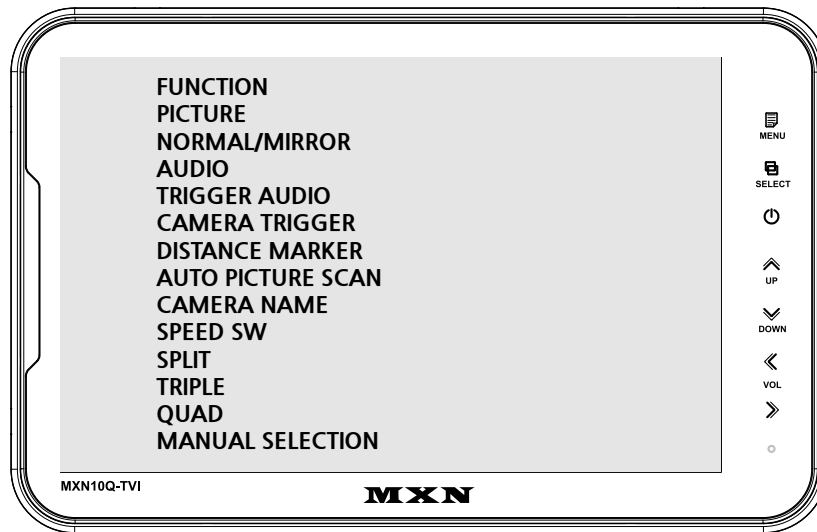 FUNCTION
PICTURE
NORMAL/MIRROR
AUDIO
TRIGGER AUDIO
CAMERA TRIGGER
DISTANCE MARKER
AUTO PICTURE SCAN
CAMERA NAME
SPEED SW
SPLIT
TRIPLE
QUAD
MANUAL SELECTION
MENU
SELECT
UP
DOWN
VOL
MXN10Q-TVI
MXN